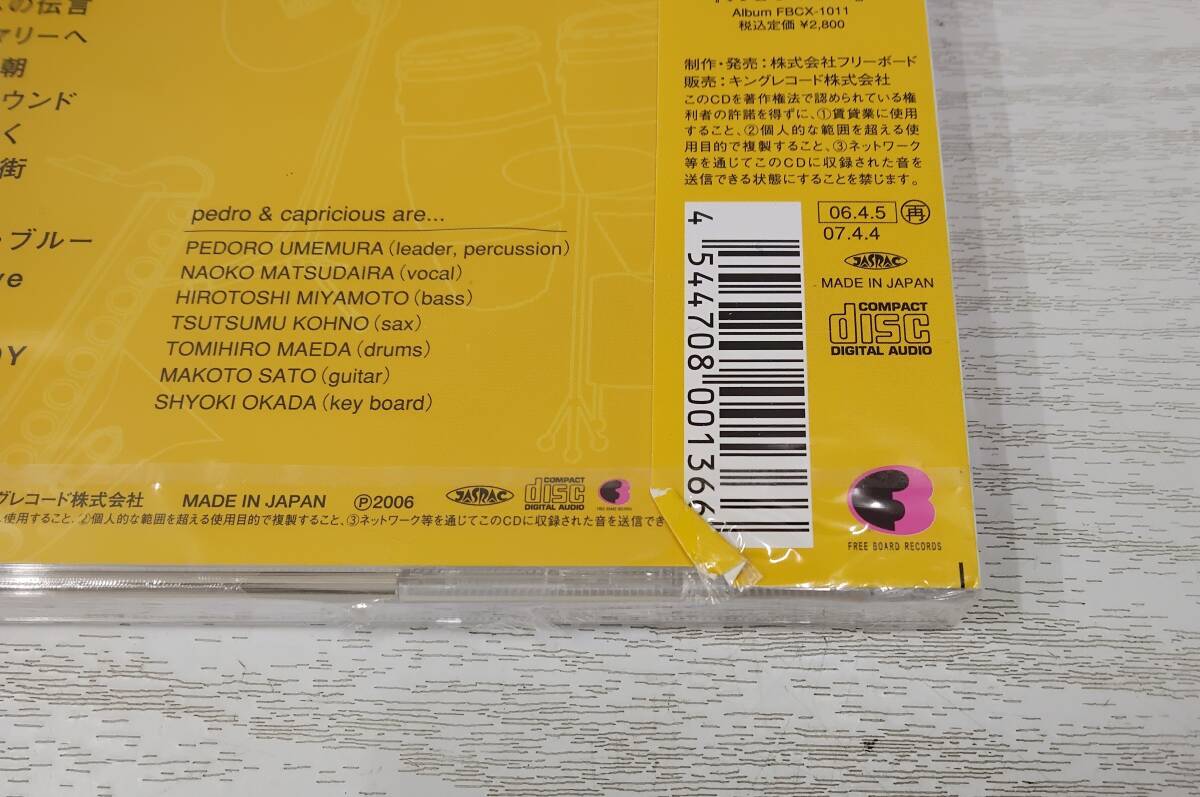 の伝言
マリーへ
朝
ウンド
く
街
・ブルー
ve
DY
pedro & capricious are...
PEDORO UMEMURA (leader, percussion)
NAOKO MATSUDAIRA (vocal)
HIROTOSHI MIYAMOTO (bass)
TSUTSUMU KOHNO (sax)
TOMIHIRO MAEDA (drums)
MAKOTO SATO (guitar)
SHYOKI OKADA (key board)
グレコード株式会社 MADE IN JAPAN ℗2006 JASRAC COMPACT disc DIGITAL AUDIO FREE BOARD RECORDS
使用すること、②個人的な範囲を超える使用目的で複製すること、③ネットワーク等を通じてこのCDに収録された音を送信でき
Album FBCX-1011
税込定価 ¥2,800
制作・発売：株式会社フリーボード
販売：キングレコード株式会社
このCDを著作権法で認められている権
利者の許諾を得ずに、①賃貸業に使用
すること、②個人的な範囲を超える使
用目的で複製すること、③ネットワーク
等を通じてこのCDに収録された音を
送信できる状態にすることを禁じます。
4 544708 001366
06.4.5 再
07.4.4
JASRAC
MADE IN JAPAN
COMPACT
disc
DIGITAL AUDIO
FREE BOARD RECORDS